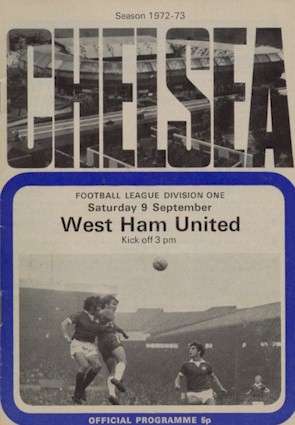 Season 1972-73
CHELSEA
FOOTBALL LEAGUE DIVISION ONE
Saturday 9 September
West Ham United
Kick off 3 pm
OFFICIAL PROGRAMME 5p